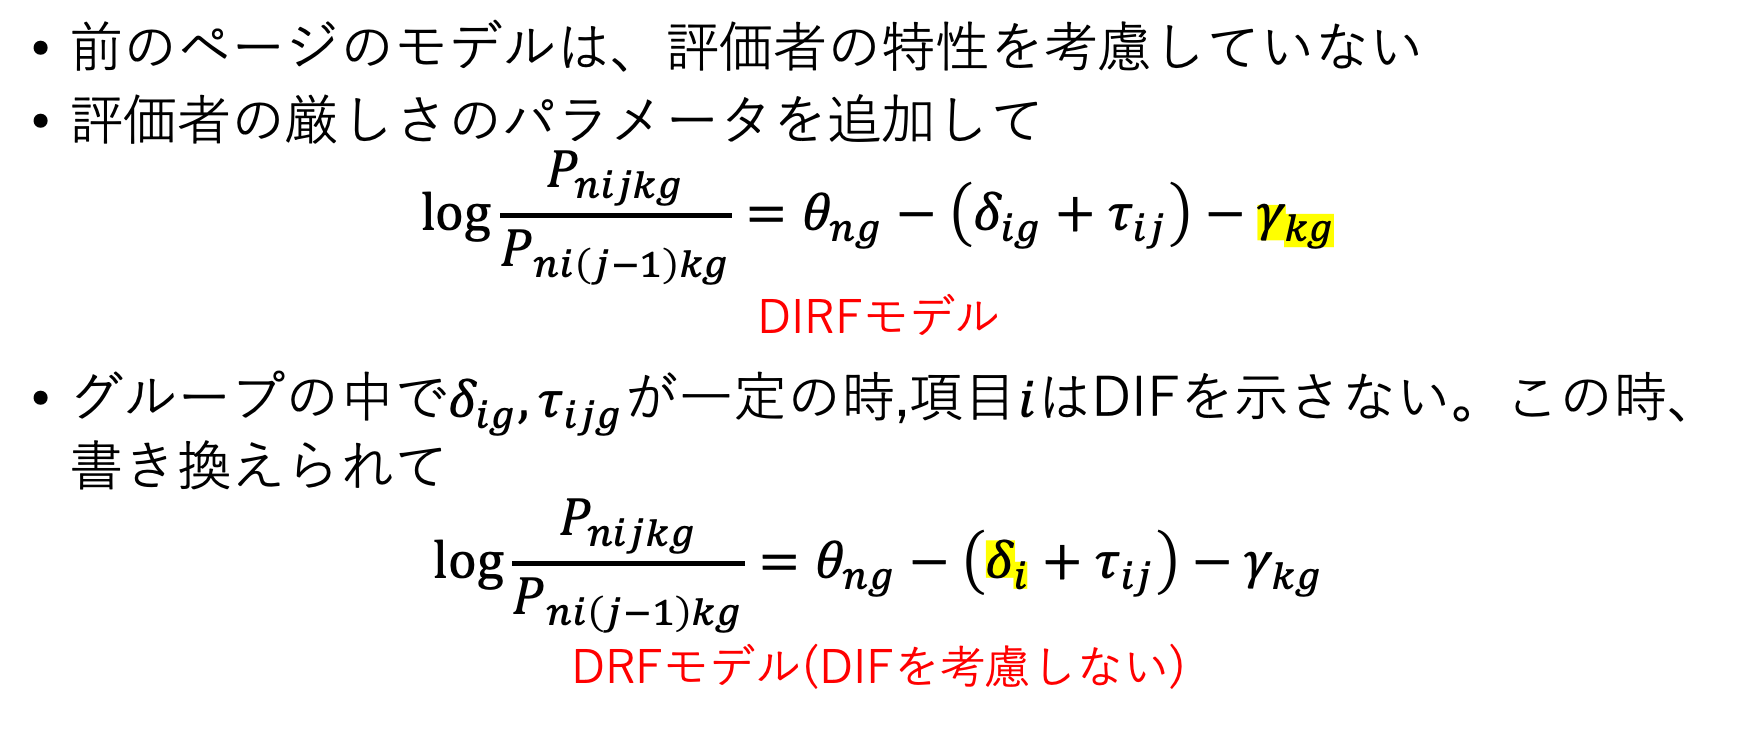 • 前のページのモデルは、評価者の特性を考慮していない
• 評価者の厳しさのパラメータを追加して
log P_{nijkg} / P_{ni(j−1)kg} = θ_{ng} − (δ_{ig} + τ_{ij}) − γ_{kg}
DIRFモデル
• グループの中でδ_{ig}, τ_{ijg}が一定の時,項目iはDIFを示さない。この時、
書き換えられて
log P_{nijkg} / P_{ni(j−1)kg} = θ_{ng} − (δ_i + τ_{ij}) − γ_{kg}
DRFモデル(DIFを考慮しない)